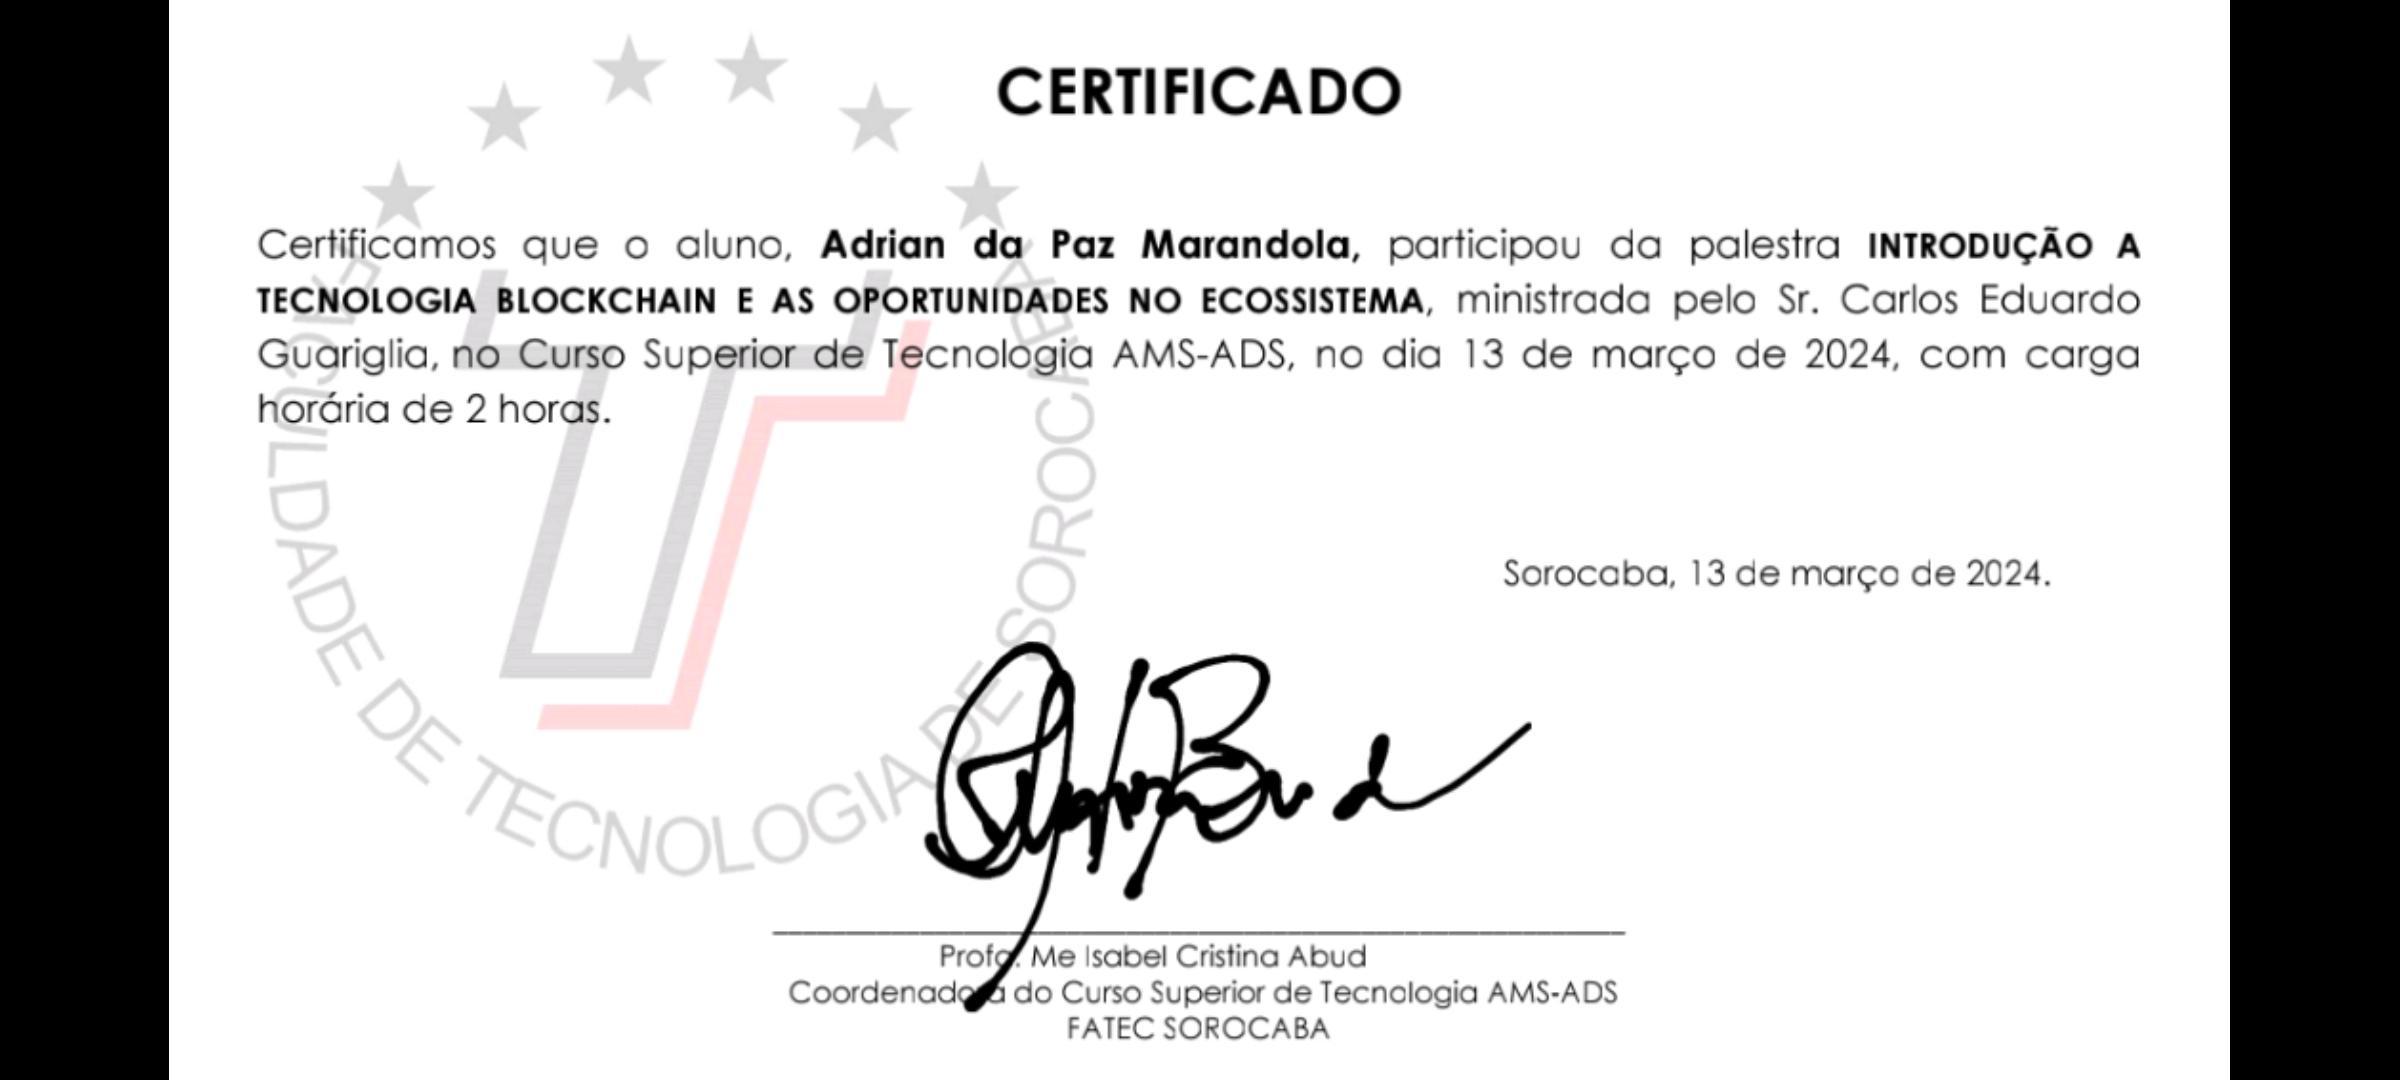 CERTIFICADO
Certificamos que o aluno, Adrian da Paz Marandola, participou da palestra INTRODUÇÃO A
TECNOLOGIA BLOCKCHAIN E AS OPORTUNIDADES NO ECOSSISTEMA, ministrada pelo Sr. Carlos Eduardo
Guariglia, no Curso Superior de Tecnologia AMS-ADS, no dia 13 de março de 2024, com carga
horária de 2 horas.
FACULDADE DE TECNOLOGIA DE SOROCABA
Sorocaba, 13 de março de 2024.
Profa. Me Isabel Cristina Abud
Coordenadora do Curso Superior de Tecnologia AMS-ADS
FATEC SOROCABA